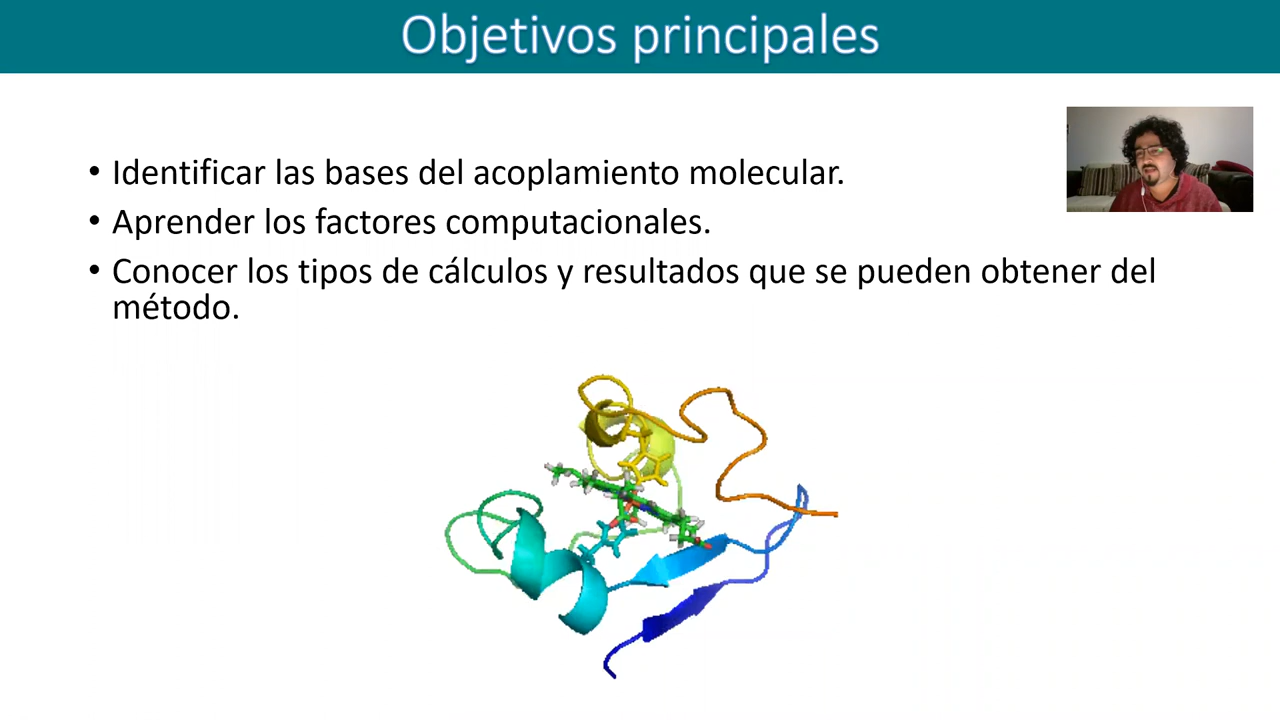 Objetivos principales
• Identificar las bases del acoplamiento molecular.
• Aprender los factores computacionales.
• Conocer los tipos de cálculos y resultados que se pueden obtener del
método.